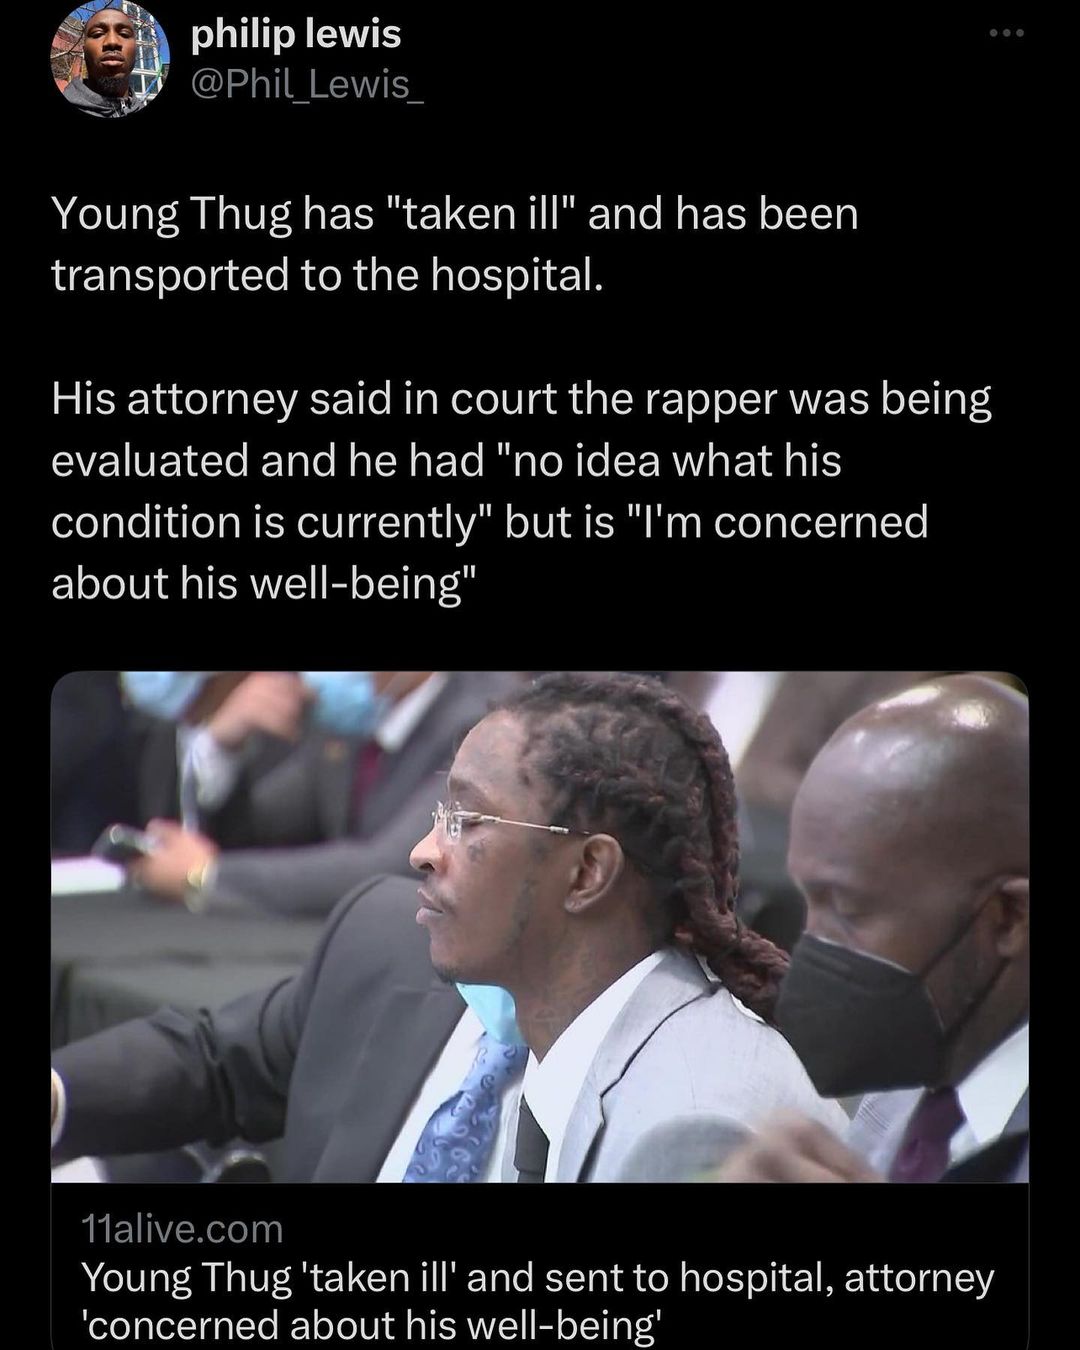 philip lewis
@Phil_Lewis_
Young Thug has "taken ill" and has been
transported to the hospital.
His attorney said in court the rapper was being
evaluated and he had "no idea what his
condition is currently" but is "I'm concerned
about his well-being"
11alive.com
Young Thug 'taken ill' and sent to hospital, attorney
'concerned about his well-being'